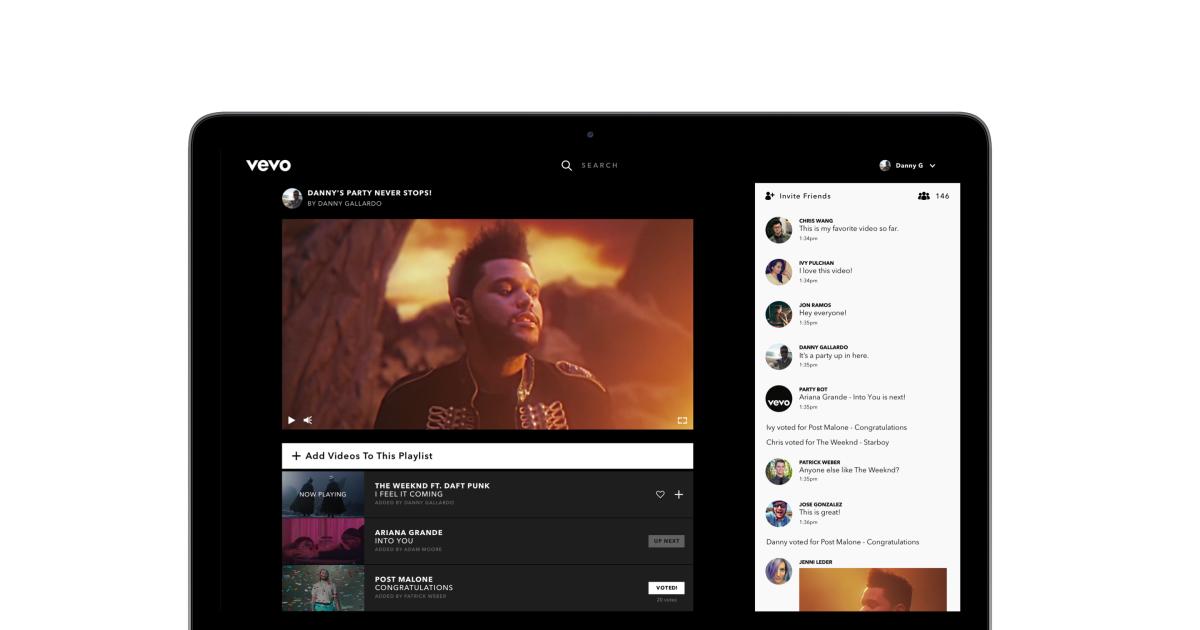 vevo
SEARCH
Danny G
DANNY'S PARTY NEVER STOPS!
BY DANNY GALLARDO
+ Add Videos To This Playlist
NOW PLAYING
THE WEEKND FT. DAFT PUNK
I FEEL IT COMING
ADDED BY DANNY GALLARDO
ARIANA GRANDE
INTO YOU
ADDED BY ADAM MOORE
UP NEXT
POST MALONE
CONGRATULATIONS
ADDED BY PATRICK WEBER
VOTED!
20 votes
Invite Friends
146
CHRIS WANG
This is my favorite video so far.
1:34pm
IVY PULCHAN
I love this video!
1:34pm
JON RAMOS
Hey everyone!
1:35pm
DANNY GALLARDO
It's a party up in here.
1:35pm
vevo
PARTY BOT
Ariana Grande - Into You is next!
1:35pm
Ivy voted for Post Malone - Congratulations
Chris voted for The Weeknd - Starboy
PATRICK WEBER
Anyone else like The Weeknd?
1:35pm
JOSE GONZALEZ
This is great!
1:36pm
Danny voted for Post Malone - Congratulations
JENNI LEDER